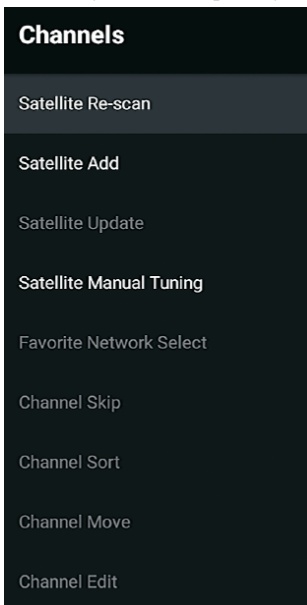 Channels
Satellite Re-scan
Satellite Add
Satellite Update
Satellite Manual Tuning
Favorite Network Select
Channel Skip
Channel Sort
Channel Move
Channel Edit